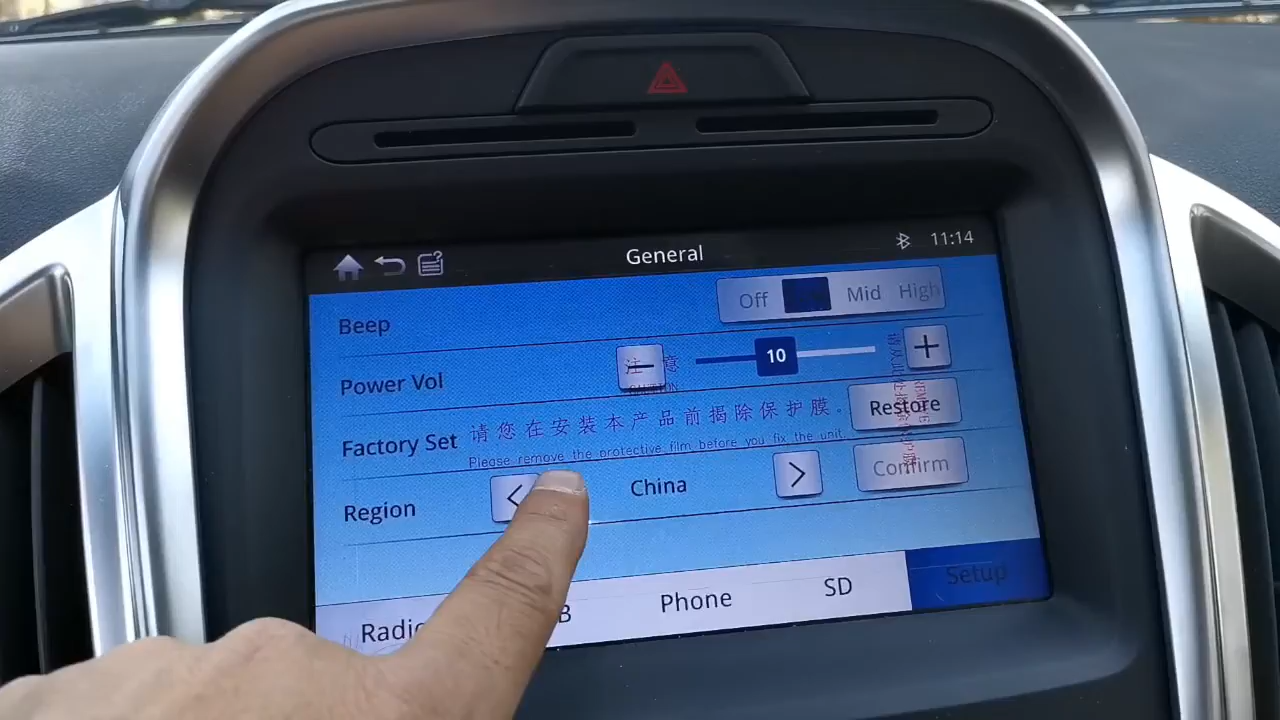 General
11:14
Beep
Off
Mid
High
Power Vol
10
注 意
CAUTION
Factory Set
请您在安装本产品前揭除保护膜.
Please remove the protective film before you fix the unit.
Restore
Region
China
Confirm
Radio
B
Phone
SD
Setup